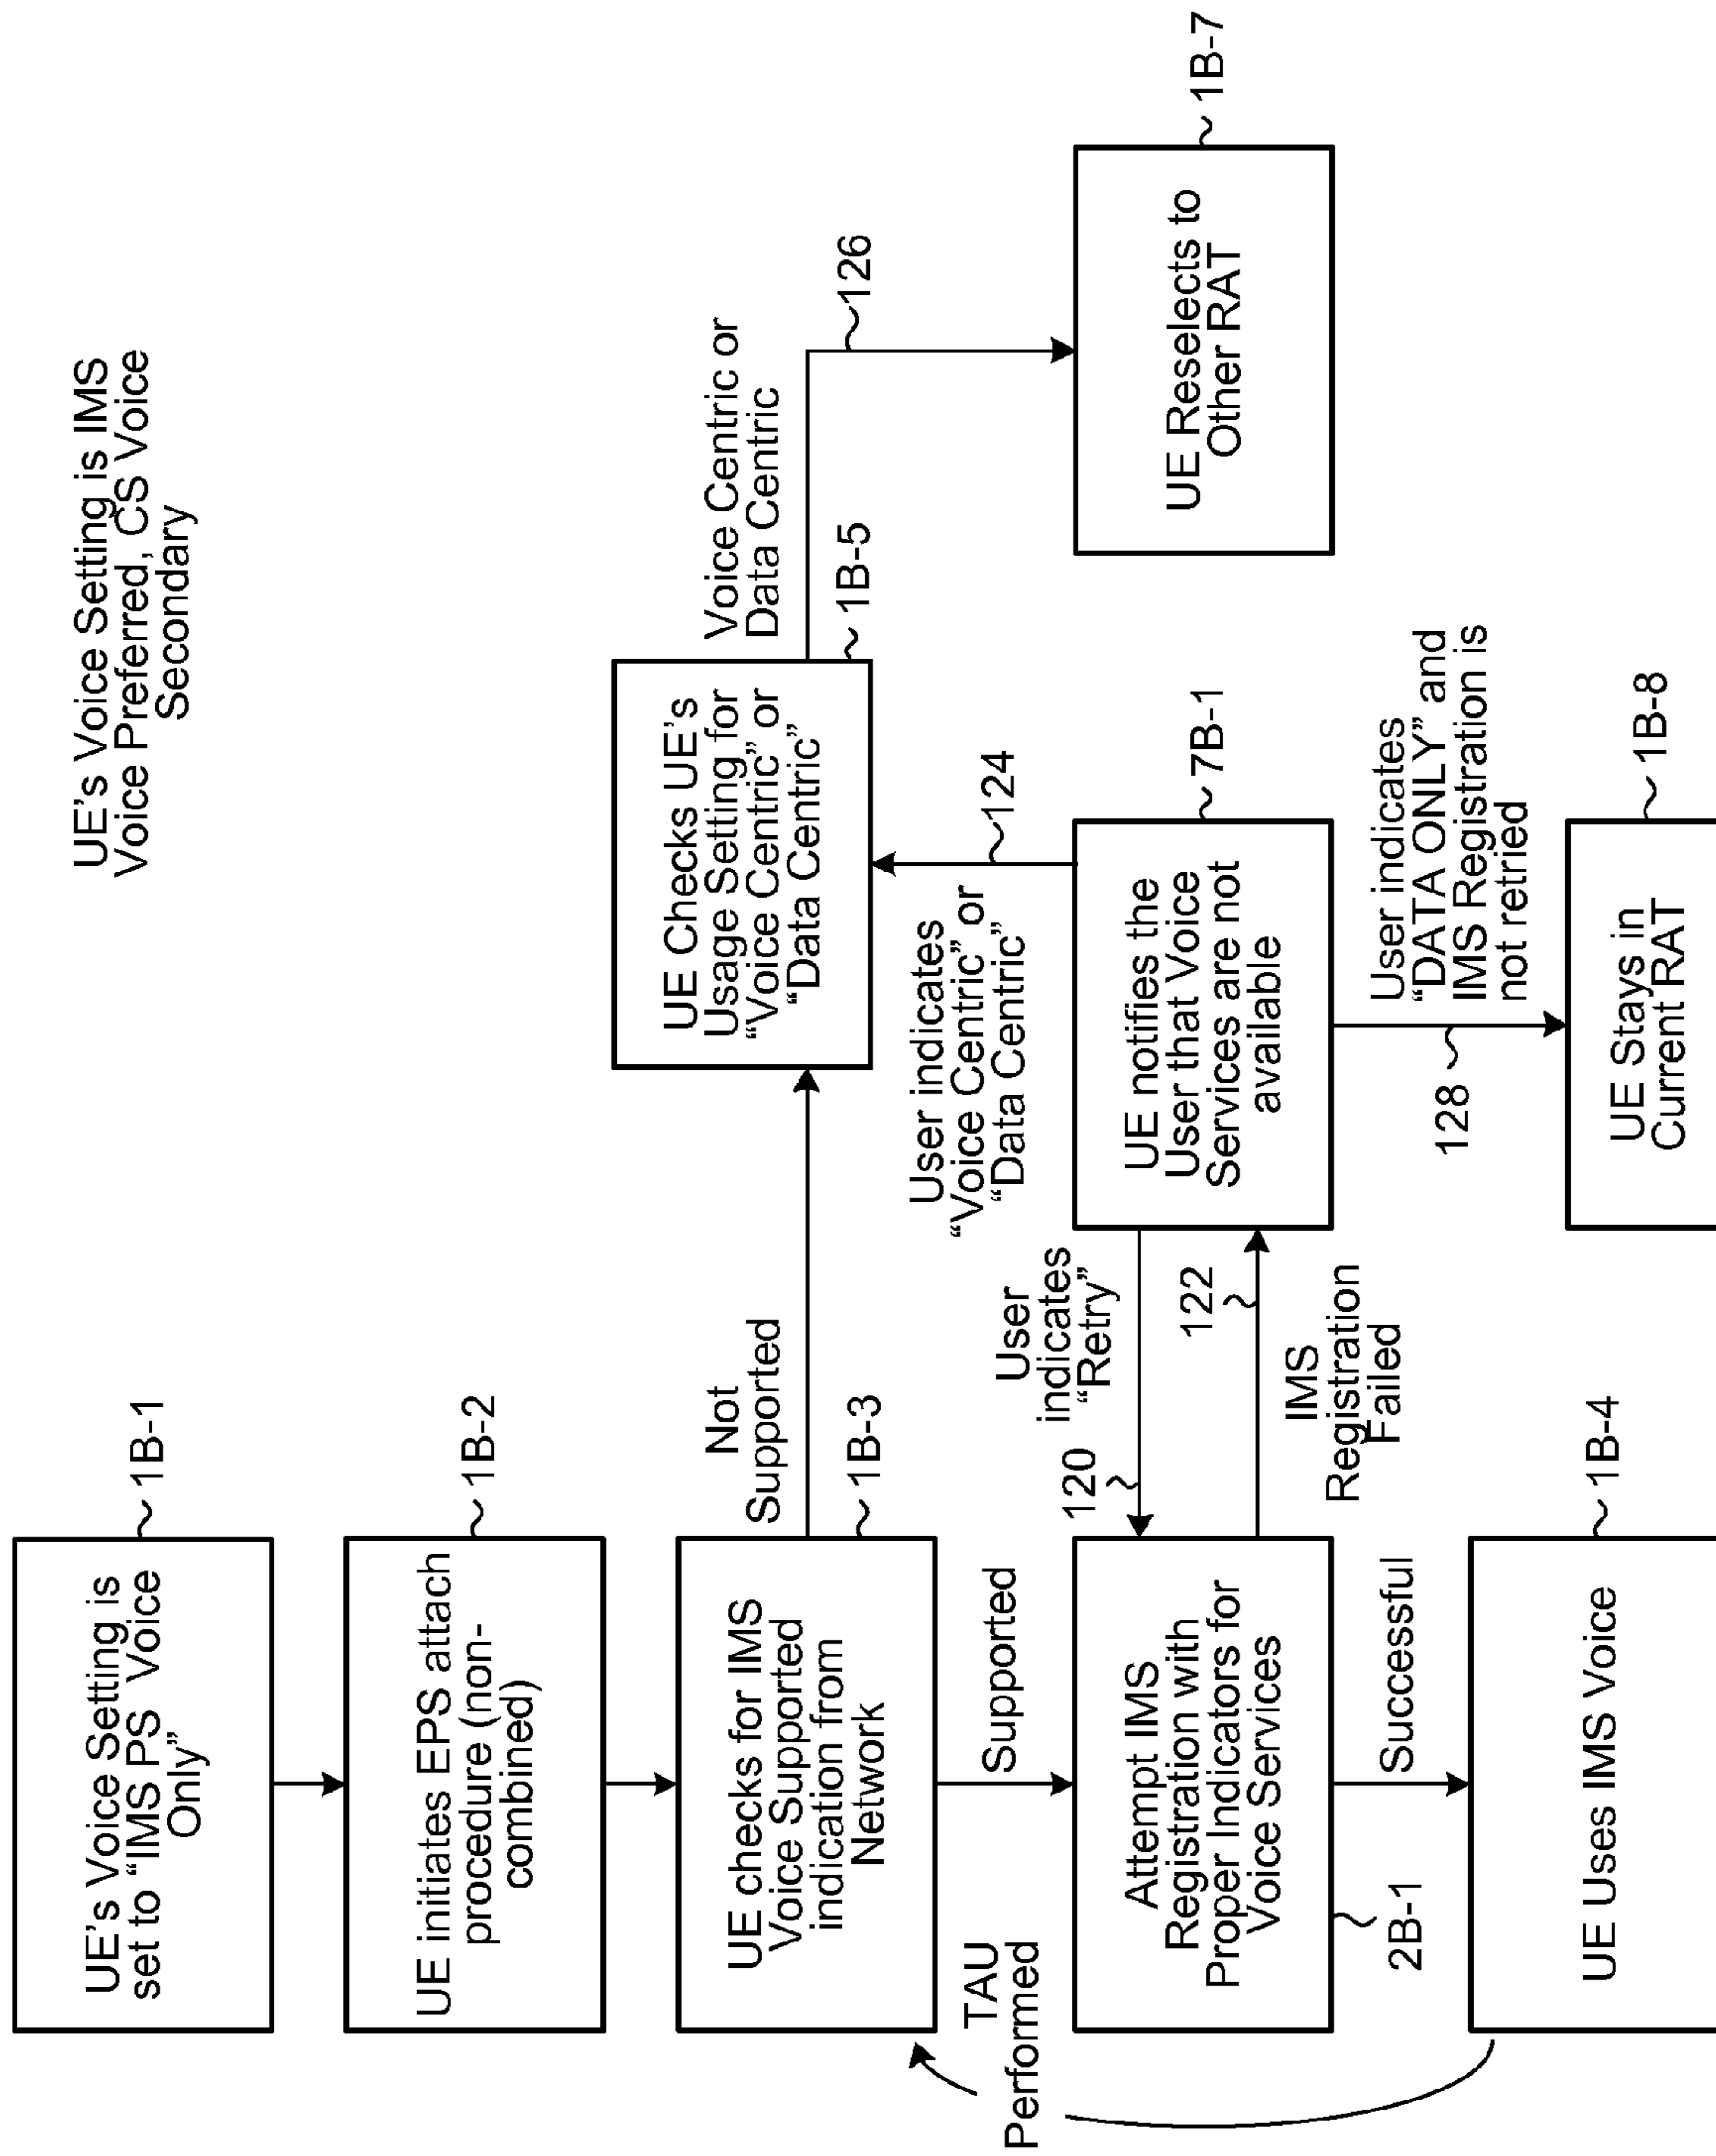 UE's Voice Setting is IMS
Voice Preferred, CS Voice
Secondary
UE's Voice Setting is
set to “IMS PS Voice
Only”
1B-1
UE initiates EPS attach
procedure (non-
combined)
1B-2
UE checks for IMS
Voice Supported
indication from
Network
1B-3
Not
Supported
UE Checks UE's
Usage Setting for
“Voice Centric” or
“Data Centric”
1B-5
Voice Centric or
Data Centric
126
Supported
TAU
Performed
User indicates
“Voice Centric” or
“Data Centric”
124
Attempt IMS
Registration with
Proper Indicators for
Voice Services
2B-1
User
indicates
“Retry”
120
122
IMS
Registration
Failed
UE notifies the
User that Voice
Services are not
available
7B-1
UE Reselects to
Other RAT
1B-7
Successful
128
User indicates
“DATA ONLY” and
IMS Registration is
not retried
UE Uses IMS Voice
1B-4
UE Stays in
Current RAT
1B-8